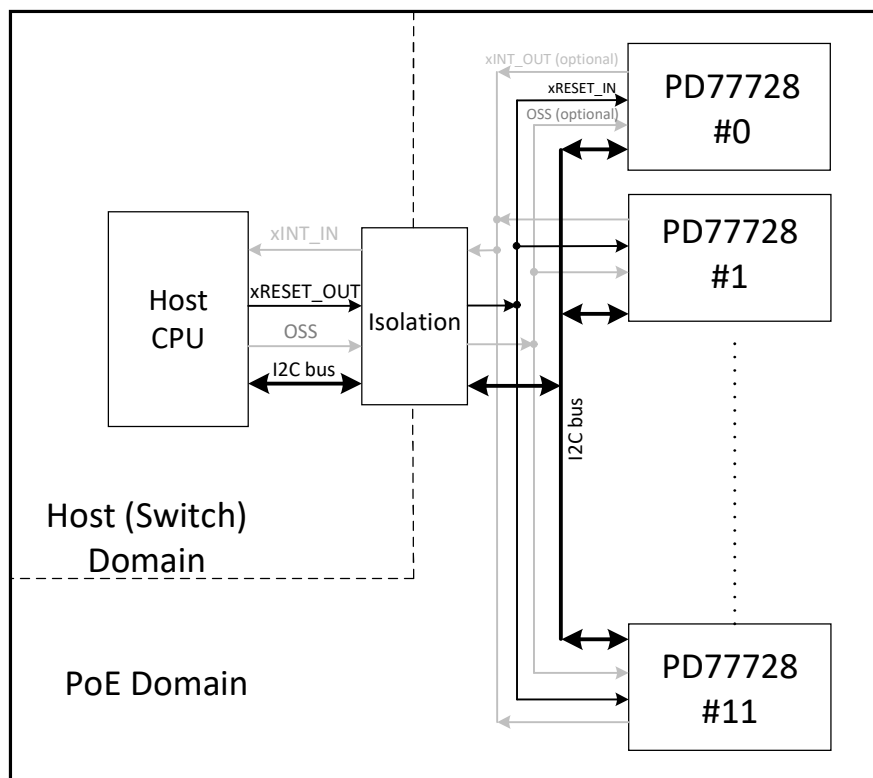 xINT_OUT (optional)
xRESET_IN
OSS (optional)
PD77728
#0
PD77728
#1
xINT_IN
xRESET_OUT
OSS
I2C bus
Host
CPU
Isolation
I2C bus
Host (Switch)
Domain
PoE Domain
PD77728
#11